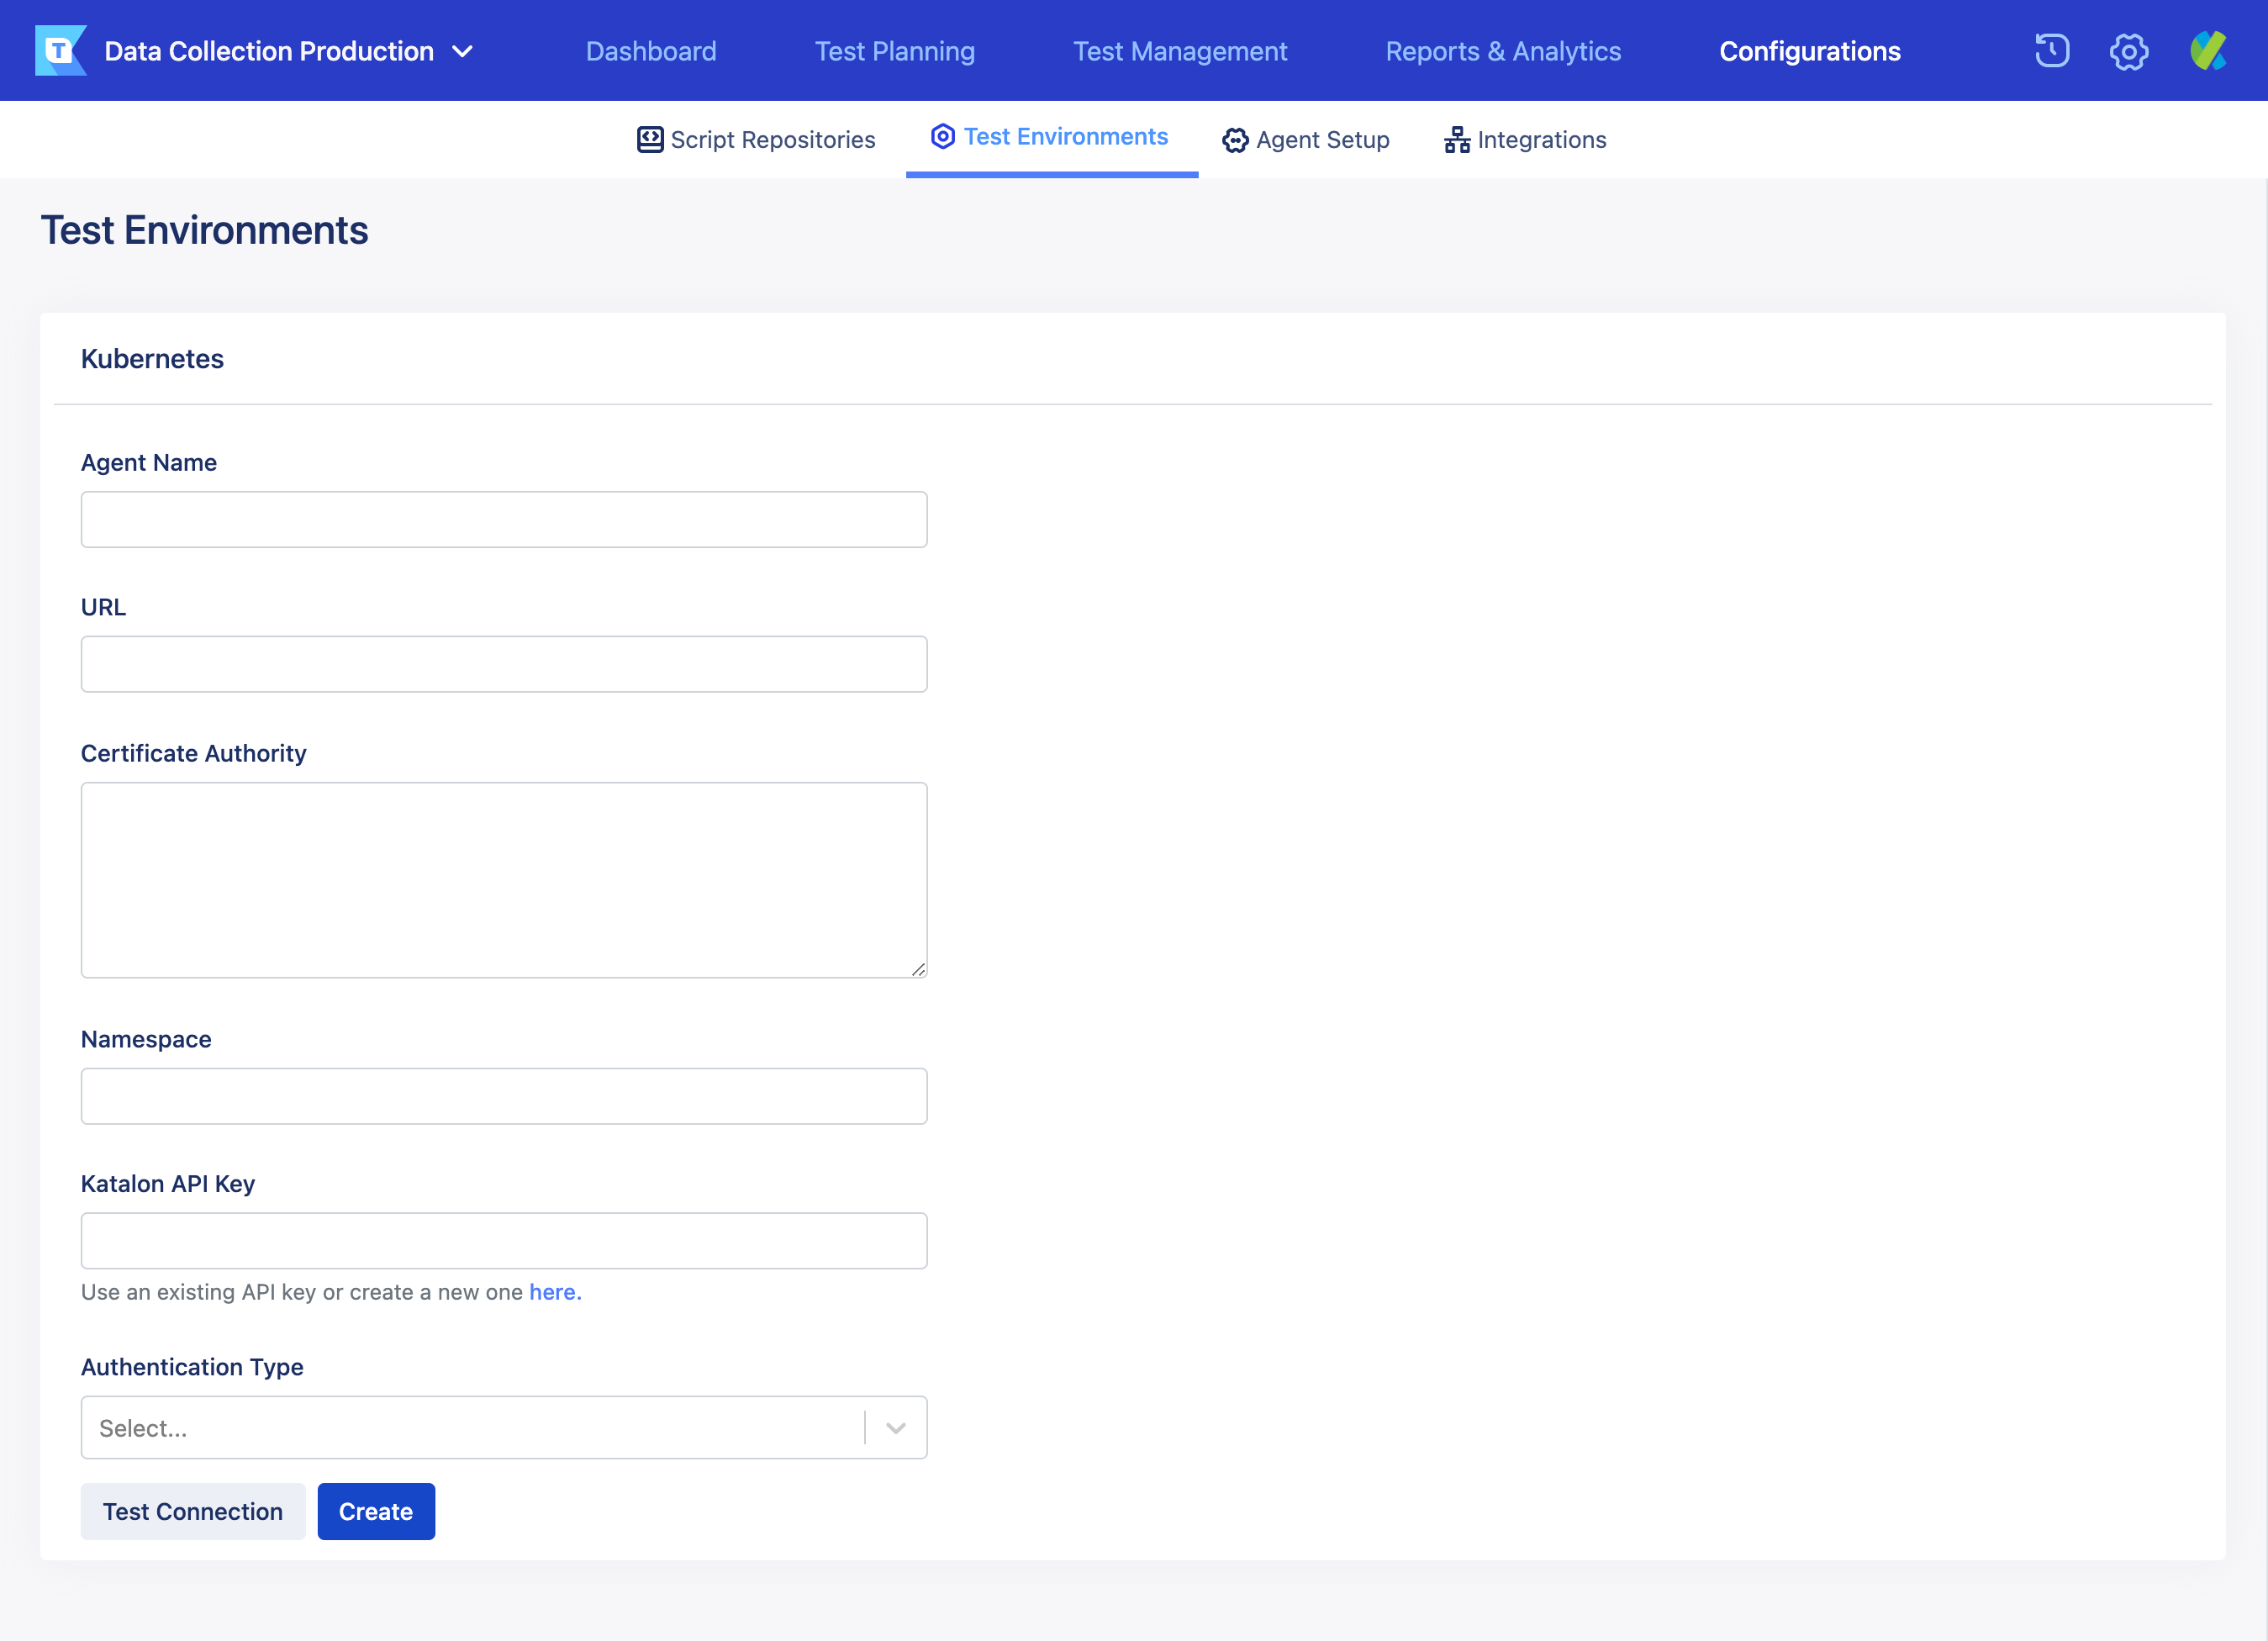 T Data Collection Production Dashboard Test Planning Test Management Reports & Analytics Configurations
Script Repositories Test Environments Agent Setup Integrations
Test Environments
Kubernetes
Agent Name
URL
Certificate Authority
Namespace
Katalon API Key
Use an existing API key or create a new one here.
Authentication Type
Select...
Test Connection Create